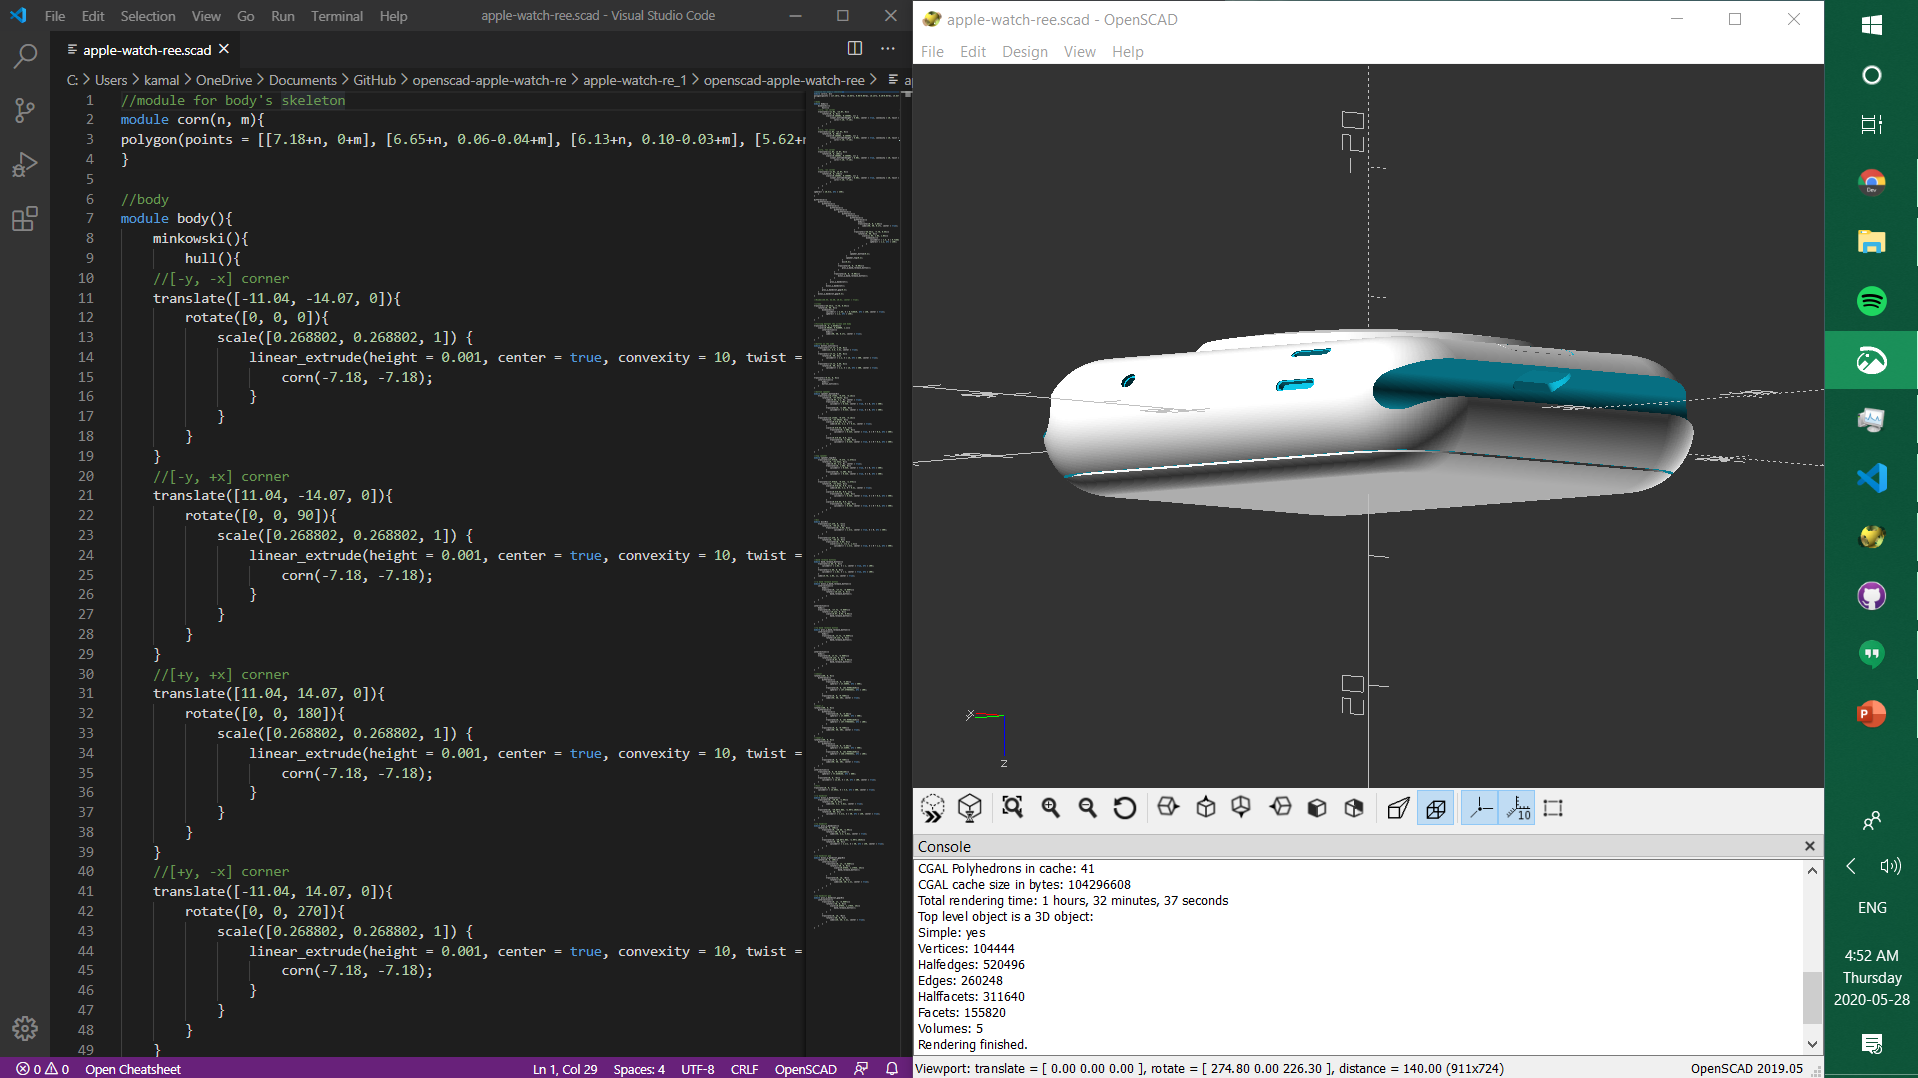 File Edit Selection View Go Run Terminal Help
apple-watch-ree.scad - Visual Studio Code
apple-watch-ree.scad
C: > Users > kamal > OneDrive > Documents > GitHub > openscad-apple-watch-re > apple-watch-re_1 > openscad-apple-watch-ree >
1 //module for body's skeleton
2 module corn(n, m){
3 polygon(points = [[7.18+n, 0+m], [6.65+n, 0.06-0.04+m], [6.13+n, 0.10-0.03+m], [5.62+
4 }
5
6 //body
7 module body(){
8 minkowski(){
9 hull(){
10 //[-y, -x] corner
11 translate([-11.04, -14.07, 0]){
12 rotate([0, 0, 0]){
13 scale([0.268802, 0.268802, 1]) {
14 linear_extrude(height = 0.001, center = true, convexity = 10, twist =
15 corn(-7.18, -7.18);
16 }
17 }
18 }
19 }
20 //[-y, +x] corner
21 translate([11.04, -14.07, 0]){
22 rotate([0, 0, 90]){
23 scale([0.268802, 0.268802, 1]) {
24 linear_extrude(height = 0.001, center = true, convexity = 10, twist =
25 corn(-7.18, -7.18);
26 }
27 }
28 }
29 }
30 //[+y, +x] corner
31 translate([11.04, 14.07, 0]){
32 rotate([0, 0, 180]){
33 scale([0.268802, 0.268802, 1]) {
34 linear_extrude(height = 0.001, center = true, convexity = 10, twist =
35 corn(-7.18, -7.18);
36 }
37 }
38 }
39 }
40 //[+y, -x] corner
41 translate([-11.04, 14.07, 0]){
42 rotate([0, 0, 270]){
43 scale([0.268802, 0.268802, 1]) {
44 linear_extrude(height = 0.001, center = true, convexity = 10, twist =
45 corn(-7.18, -7.18);
46 }
47 }
48 }
49 }
0 0 Open Cheatsheet
Ln 1, Col 29 Spaces: 4 UTF-8 CRLF OpenSCAD
apple-watch-ree.scad - OpenSCAD
File Edit Design View Help
-20
20
x
z
10
Console
CGAL Polyhedrons in cache: 41
CGAL cache size in bytes: 104296608
Total rendering time: 1 hours, 32 minutes, 37 seconds
Top level object is a 3D object:
Simple: yes
Vertices: 104444
Halfedges: 520496
Edges: 260248
Halffacets: 311640
Facets: 155820
Volumes: 5
Rendering finished.
Viewport: translate = [ 0.00 0.00 0.00 ], rotate = [ 274.80 0.00 226.30 ], distance = 140.00 (911x724)
OpenSCAD 2019.05
Dev
P
ENG
4:52 AM
Thursday
2020-05-28